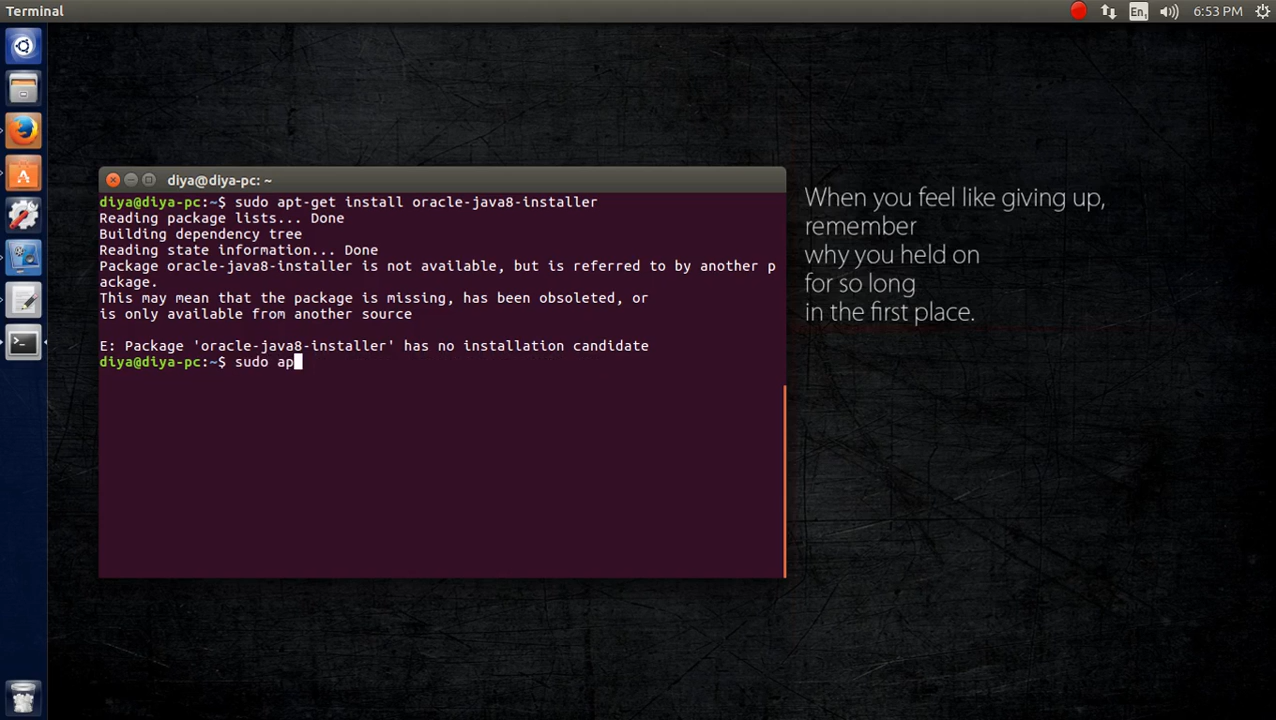 Terminal
En₁
6:53 PM
diya@diya-pc: ~
diya@diya-pc:~$ sudo apt-get install oracle-java8-installer
Reading package lists... Done
Building dependency tree
Reading state information... Done
Package oracle-java8-installer is not available, but is referred to by another p
ackage.
This may mean that the package is missing, has been obsoleted, or
is only available from another source
E: Package 'oracle-java8-installer' has no installation candidate
diya@diya-pc:~$ sudo ap
When you feel like giving up,
remember
why you held on
for so long
in the first place.